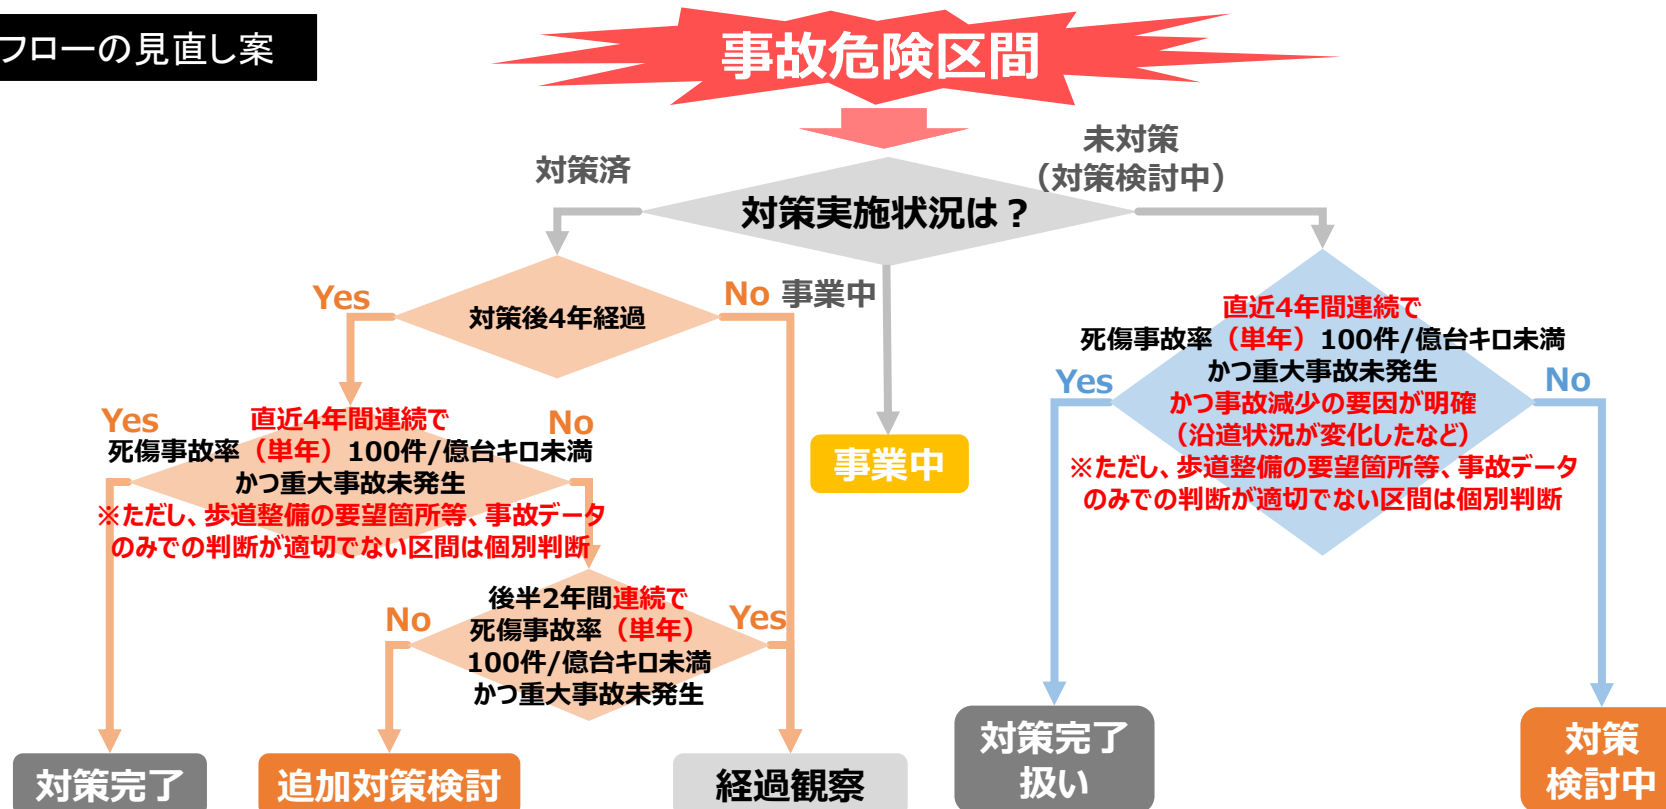 フローの見直し案
事故危険区間
対策済
未対策
（対策検討中）
対策実施状況は？
Yes
対策後4年経過
No
事業中
事業中
Yes
直近4年間連続で
No
死傷事故率（単年）100件/億台キロ未満
かつ重大事故未発生
※ただし、歩道整備の要望箇所等、事故データ
のみでの判断が適切でない区間は個別判断
No
後半2年間連続で
Yes
死傷事故率（単年）
100件/億台キロ未満
かつ重大事故未発生
直近4年間連続で
死傷事故率（単年）100件/億台キロ未満
かつ重大事故未発生
Yes
No
かつ事故減少の要因が明確
（沿道状況が変化したなど）
※ただし、歩道整備の要望箇所等、事故データ
のみでの判断が適切でない区間は個別判断
対策完了
追加対策検討
経過観察
対策完了
扱い
対策
検討中